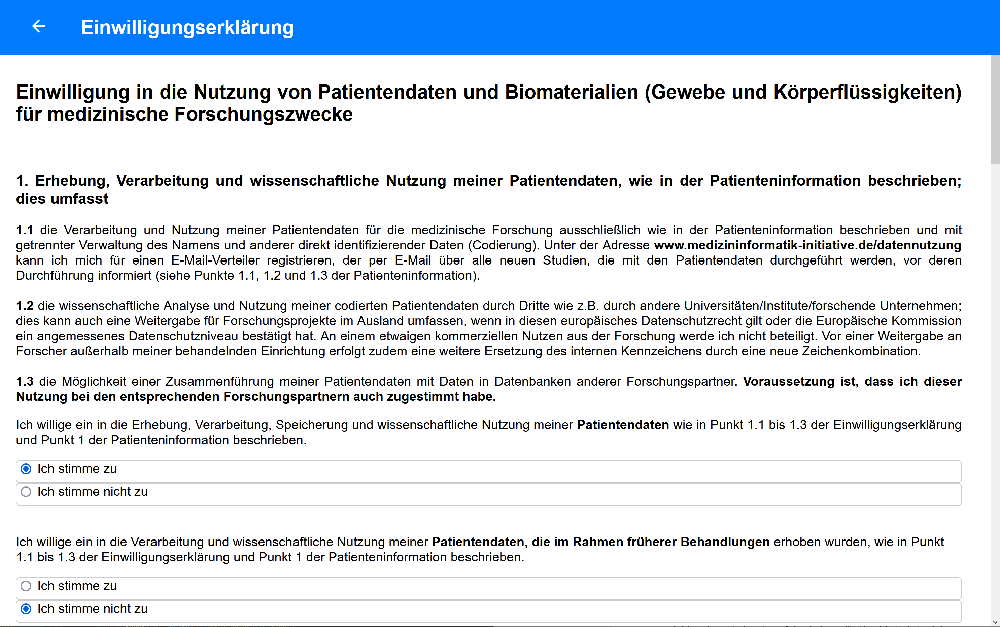 Einwilligungserklärung
Einwilligung in die Nutzung von Patientendaten und Biomaterialien (Gewebe und Körperflüssigkeiten)
für medizinische Forschungszwecke
1. Erhebung, Verarbeitung und wissenschaftliche Nutzung meiner Patientendaten, wie in der Patienteninformation beschrieben;
dies umfasst
1.1 die Verarbeitung und Nutzung meiner Patientendaten für die medizinische Forschung ausschließlich wie in der Patienteninformation beschrieben und mit
getrennter Verwaltung des Namens und anderer direkt identifizierender Daten (Codierung). Unter der Adresse www.medizininformatik-initiative.de/datennutzung
kann ich mich für einen E-Mail-Verteiler registrieren, der per E-Mail über alle neuen Studien, die mit den Patientendaten durchgeführt werden, vor deren
Durchführung informiert (siehe Punkte 1.1, 1.2 und 1.3 der Patienteninformation).
1.2 die wissenschaftliche Analyse und Nutzung meiner codierten Patientendaten durch Dritte wie z.B. durch andere Universitäten/Institute/forschende Unternehmen;
dies kann auch eine Weitergabe für Forschungsprojekte im Ausland umfassen, wenn in diesen europäisches Datenschutzrecht gilt oder die Europäische Kommission
ein angemessenes Datenschutzniveau bestätigt hat. An einem etwaigen kommerziellen Nutzen aus der Forschung werde ich nicht beteiligt. Vor einer Weitergabe an
Forscher außerhalb meiner behandelnden Einrichtung erfolgt zudem eine weitere Ersetzung des internen Kennzeichens durch eine neue Zeichenkombination.
1.3 die Möglichkeit einer Zusammenführung meiner Patientendaten mit Daten in Datenbanken anderer Forschungspartner. Voraussetzung ist, dass ich dieser
Nutzung bei den entsprechenden Forschungspartnern auch zugestimmt habe.
Ich willige ein in die Erhebung, Verarbeitung, Speicherung und wissenschaftliche Nutzung meiner Patientendaten wie in Punkt 1.1 bis 1.3 der Einwilligungserklärung
und Punkt 1 der Patienteninformation beschrieben.
Ich stimme zu
Ich stimme nicht zu
Ich willige ein in die Verarbeitung und wissenschaftliche Nutzung meiner Patientendaten, die im Rahmen früherer Behandlungen erhoben wurden, wie in Punkt
1.1 bis 1.3 der Einwilligungserklärung und Punkt 1 der Patienteninformation beschrieben.
Ich stimme zu
Ich stimme nicht zu